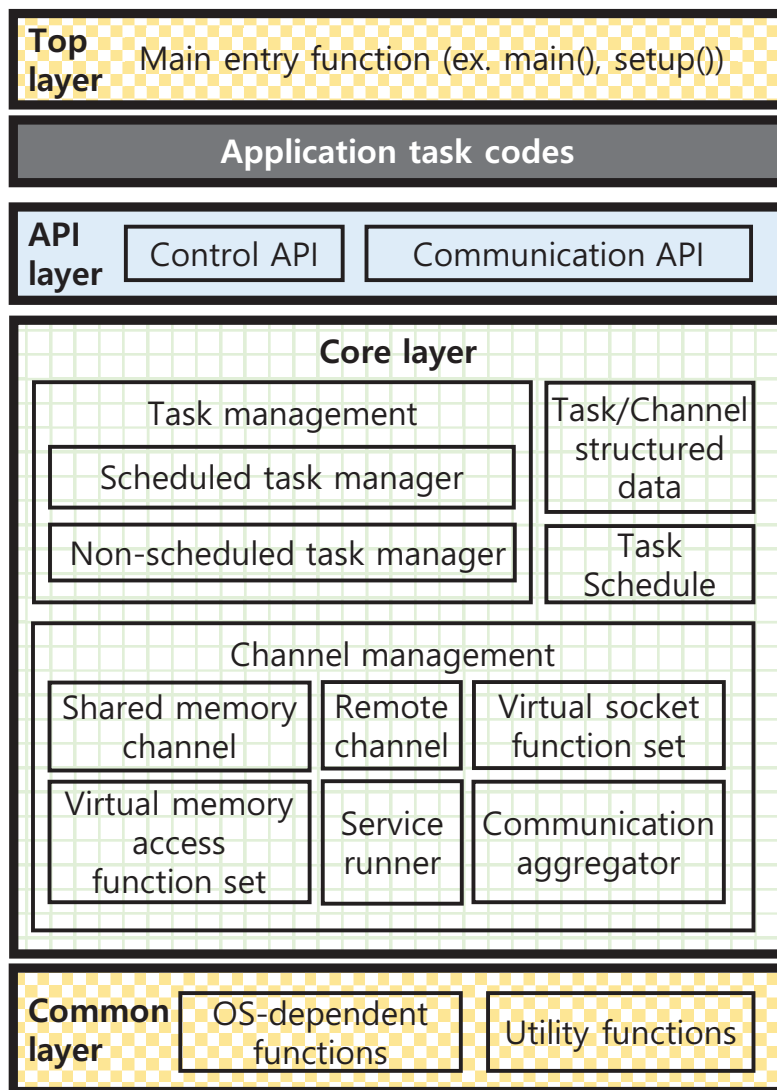 Top
layer
Main entry function (ex. main(), setup())
Application task codes
API
layer
Control API
Communication API
Core layer
Task management
Scheduled task manager
Non-scheduled task manager
Task/Channel
structured
data
Task
Schedule
Channel management
Shared memory
channel
Remote
channel
Virtual socket
function set
Virtual memory
access
function set
Service
runner
Communication
aggregator
Common
layer
OS-dependent
functions
Utility functions